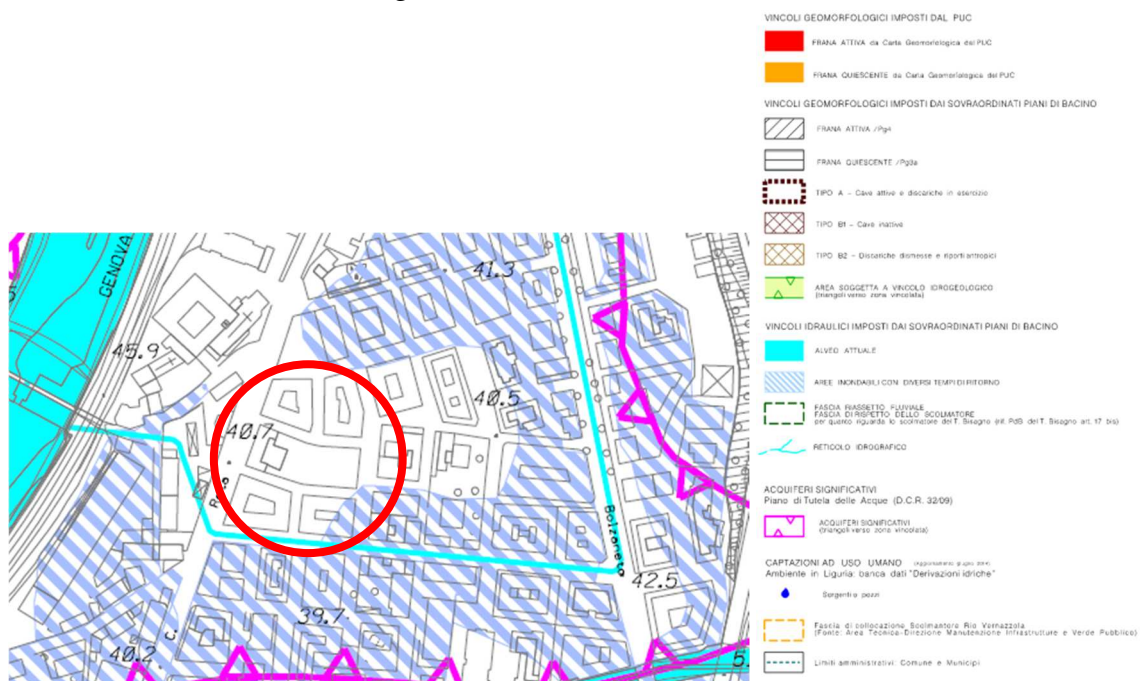 VINCOLI GEOMORFOLOGICI IMPOSTI DAL PUC
FRANA ATTIVA da Carta Geomorfologica del PUC
FRANA QUIESCENTE da Carta Geomorfologica del PUC
VINCOLI GEOMORFOLOGICI IMPOSTI DAI SOVRAORDINATI PIANI DI BACINO
FRANA ATTIVA /Pg4
FRANA QUIESCENTE /Pg3a
TIPO A - Cave attive e discariche in esercizio
TIPO B1 - Cave inattive
TIPO B2 - Discariche dismesse e riporti antropici
AREA SOGGETTA A VINCOLO IDROGEOLOGICO
(triangoli verso zona vincolata)
VINCOLI IDRAULICI IMPOSTI DAI SOVRAORDINATI PIANI DI BACINO
ALVEO ATTUALE
AREE INONDABILI CON DIVERSI TEMPI DI RITORNO
FASCIA RIASSETTO FLUVIALE
FASCIA DI RISPETTO DELLO SCOLMATORE
per quanto riguarda lo scolmatore del T. Bisagno (rif. PdB del T. Bisagno art. 17 bis)
RETICOLO IDROGRAFICO
ACQUIFERI SIGNIFICATIVI
Piano di Tutela delle Acque (D.C.R. 32/09)
ACQUIFERI SIGNIFICATIVI
(triangoli verso zona vincolata)
CAPTAZIONI AD USO UMANO
Ambiente in Liguria: banca dati "Derivazioni idriche"
Sorgenti e pozzi
Fascia di collocazione Scolmatore Rio Vernazzola
(Fonte: Area Tecnica-Direzione Manutenzione Infrastrutture e Verde Pubblico)
Limiti amministrativi: Comune e Municipi
GENOVA
41.3
45.9
40.5
40.7
Bolzaneto
42.5
39.7
40.2
5.